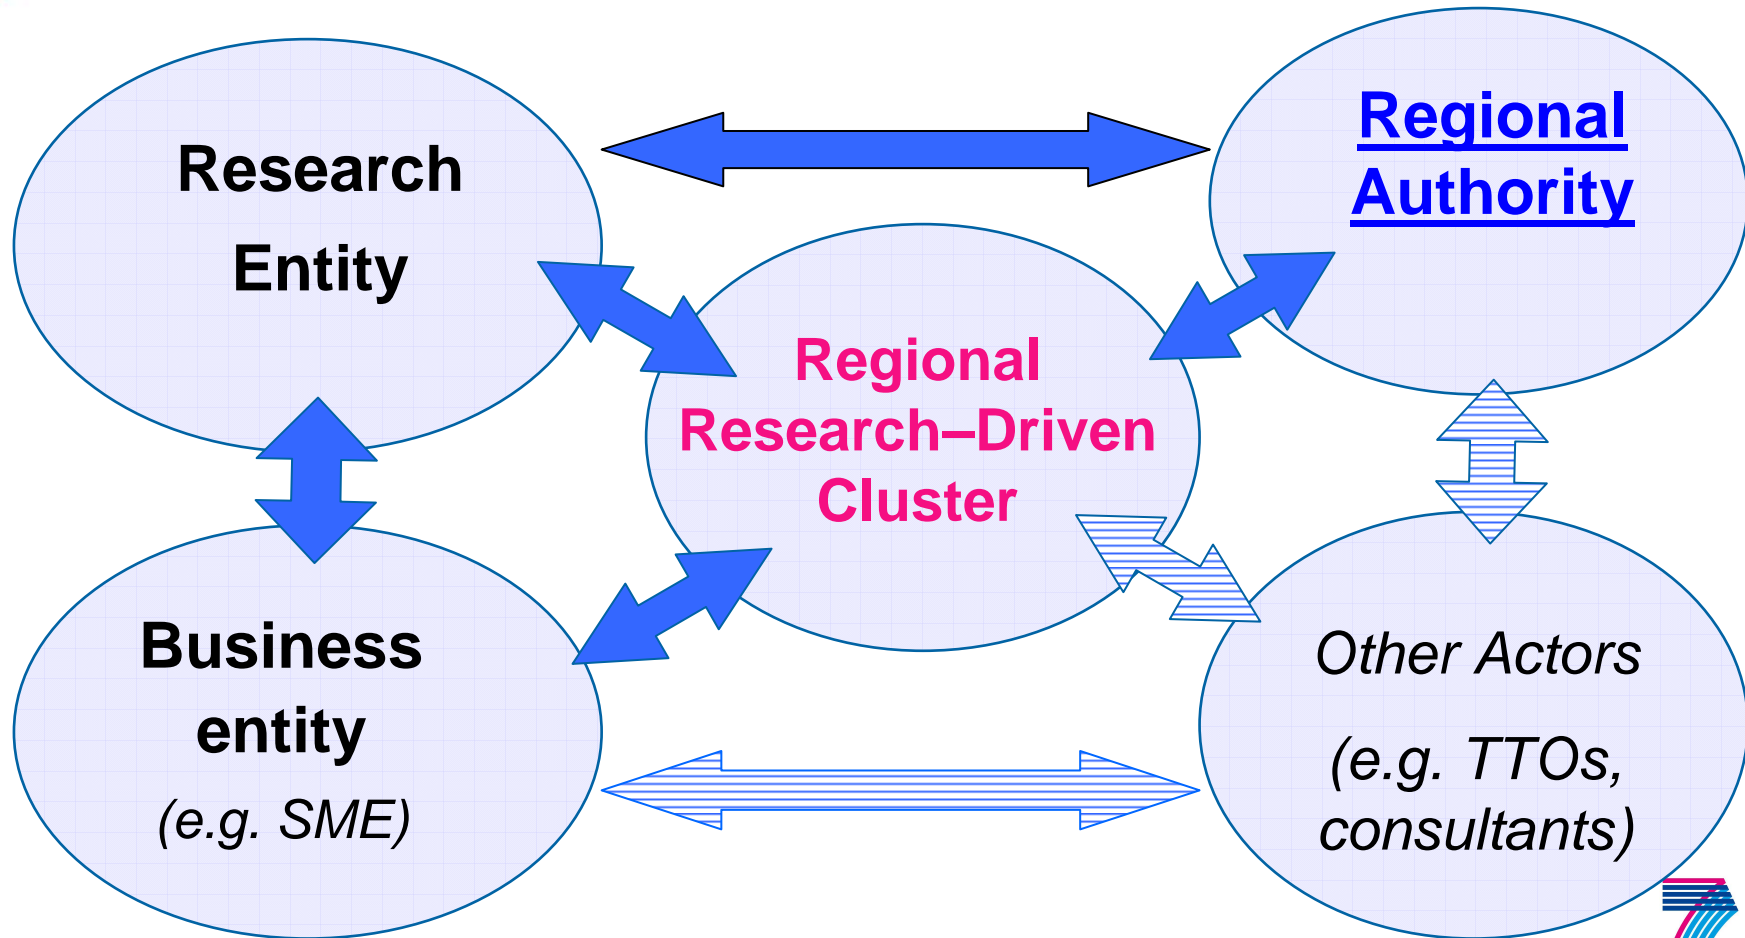 Research
Entity
Regional
Authority
Regional
Research–Driven
Cluster
Business
entity
(e.g. SME)
Other Actors
(e.g. TTOs,
consultants)